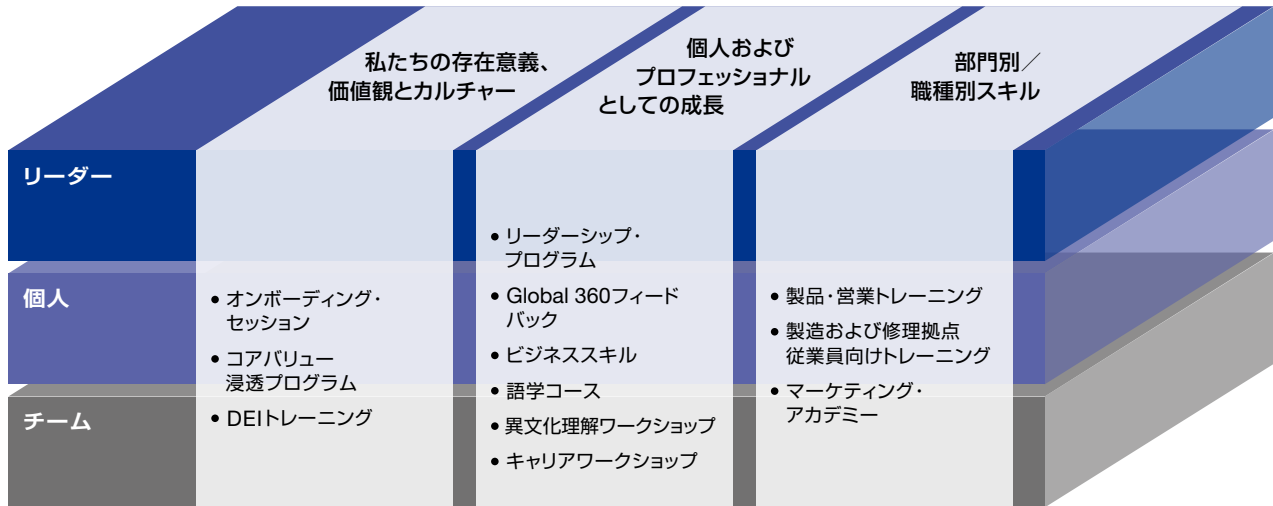 私たちの存在意義、
価値観とカルチャー
個人および
プロフェッショナル
としての成長
部門別／
職種別スキル
リーダー
個人
チーム
• オンボーディング・
セッション
• コアバリュー
浸透プログラム
• DEIトレーニング
• リーダーシップ・
プログラム
• Global 360フィード
バック
• ビジネススキル
• 語学コース
• 異文化理解ワークショップ
• キャリアワークショップ
• 製品・営業トレーニング
• 製造および修理拠点
従業員向けトレーニング
• マーケティング・
アカデミー